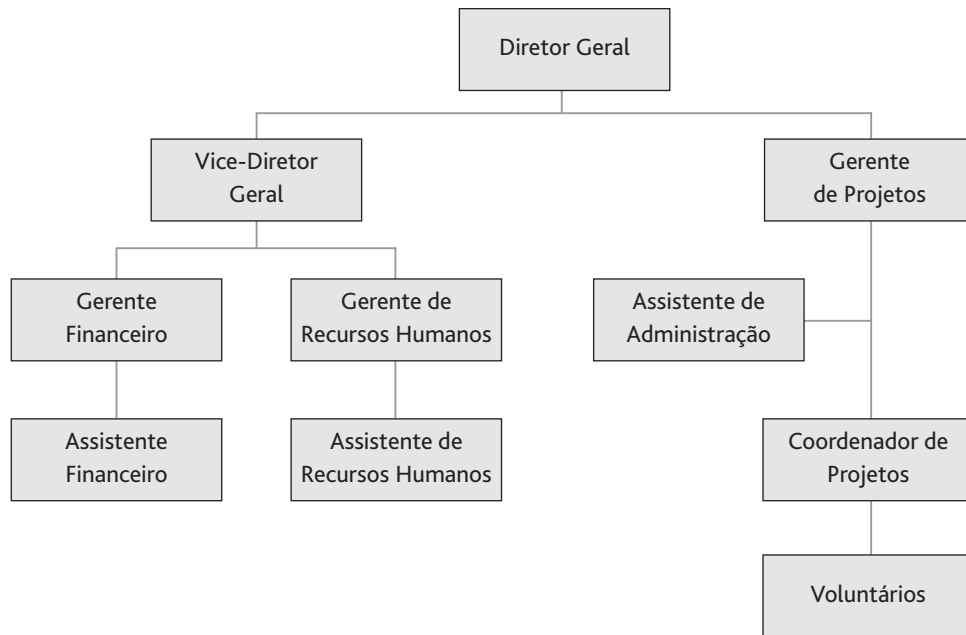 Diretor Geral
Vice-Diretor
Geral
Gerente
de Projetos
Gerente
Financeiro
Gerente de
Recursos Humanos
Assistente de
Administração
Assistente
Financeiro
Assistente de
Recursos Humanos
Coordenador de
Projetos
Voluntários